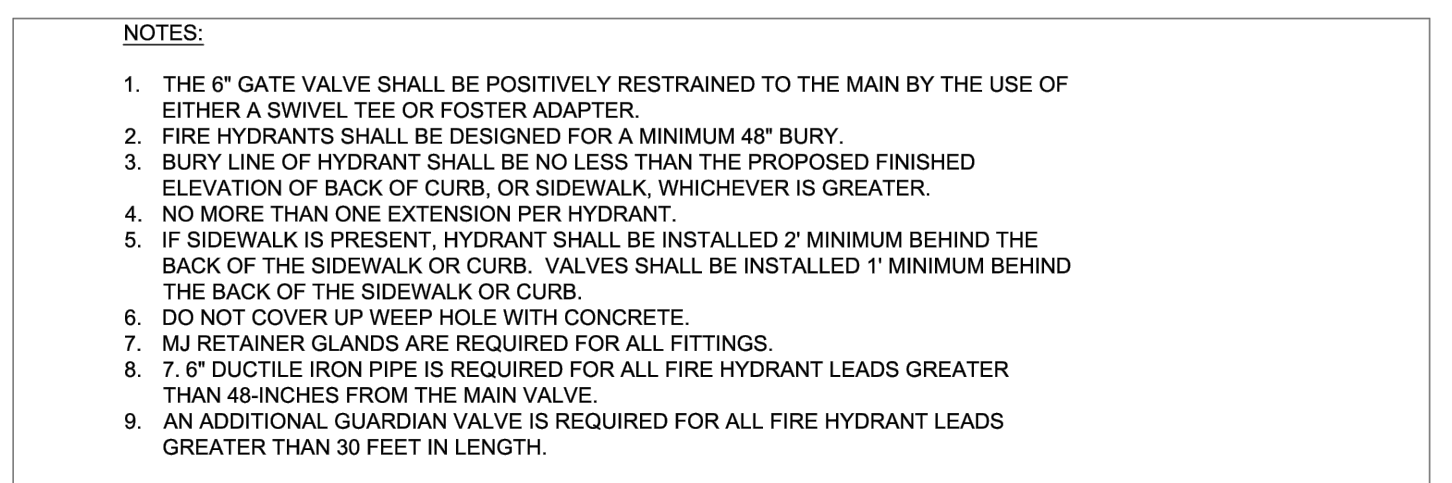 NOTES:
1. THE 6" GATE VALVE SHALL BE POSITIVELY RESTRAINED TO THE MAIN BY THE USE OF
EITHER A SWIVEL TEE OR FOSTER ADAPTER.
2. FIRE HYDRANTS SHALL BE DESIGNED FOR A MINIMUM 48" BURY.
3. BURY LINE OF HYDRANT SHALL BE NO LESS THAN THE PROPOSED FINISHED
ELEVATION OF BACK OF CURB, OR SIDEWALK, WHICHEVER IS GREATER.
4. NO MORE THAN ONE EXTENSION PER HYDRANT.
5. IF SIDEWALK IS PRESENT, HYDRANT SHALL BE INSTALLED 2' MINIMUM BEHIND THE
BACK OF THE SIDEWALK OR CURB. VALVES SHALL BE INSTALLED 1' MINIMUM BEHIND
THE BACK OF THE SIDEWALK OR CURB.
6. DO NOT COVER UP WEEP HOLE WITH CONCRETE.
7. MJ RETAINER GLANDS ARE REQUIRED FOR ALL FITTINGS.
8. 7. 6" DUCTILE IRON PIPE IS REQUIRED FOR ALL FIRE HYDRANT LEADS GREATER
THAN 48-INCHES FROM THE MAIN VALVE.
9. AN ADDITIONAL GUARDIAN VALVE IS REQUIRED FOR ALL FIRE HYDRANT LEADS
GREATER THAN 30 FEET IN LENGTH.